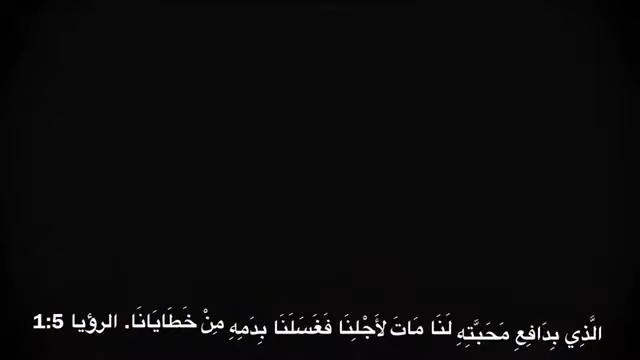 الَّذِي بِدَافِعِ مَحَبَّتِهِ لَنَا مَاتَ لأَجْلِنَا فَغَسَلَنَا بِدَمِهِ مِنْ خَطَايَانَا. الرؤيا 1:5